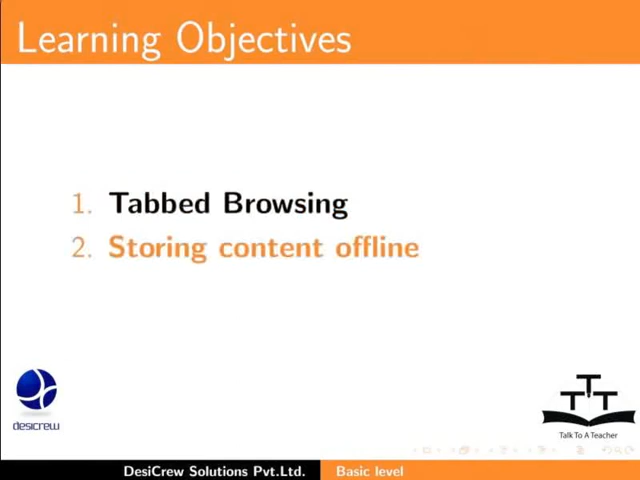 Learning Objectives
1. Tabbed Browsing
2. Storing content offline
desicrew
TTT
Talk To A Teacher
DesiCrew Solutions Pvt.Ltd.
Basic level